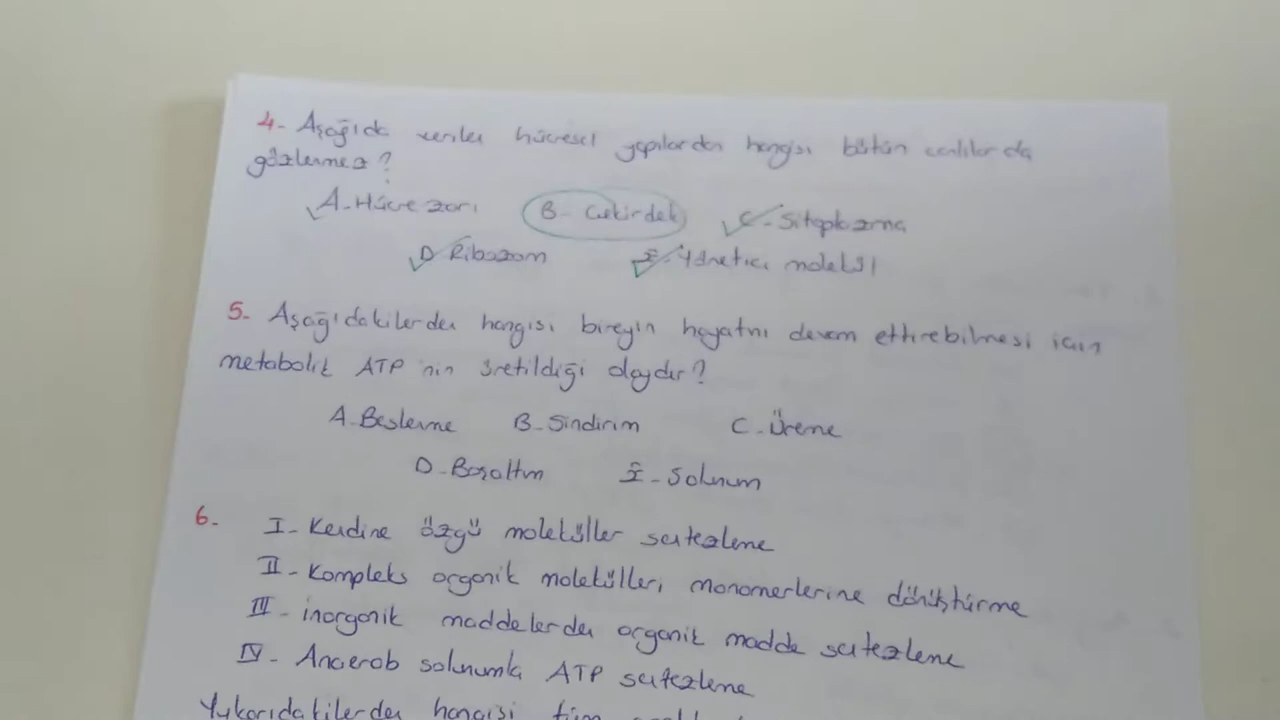 4- Aşağıda verilen hücresel yapılardan hangisi bütün canlılarda
gözlenmez?
A-Hücre zarı B- Çekirdek C-Sitoplazma
D Ribozom E-Yönetici molekül
5- Aşağıdakilerden hangisi bireyin hayatını devam ettirebilmesi için
metabolik ATP'nin üretildiği olaydır?
A.Beslenme B-Sindirim C-Üreme
D-Boşaltım E-Solunum
6. I-Kendine özgü moleküller sentezleme
II-Kompleks organik molekülleri monomerlerine dönüştürme
III-inorganik maddelerden organik madde sentezleme
IV-Anaerob solunumla ATP sentezleme
Yukarıdakilerden hangisi tüm